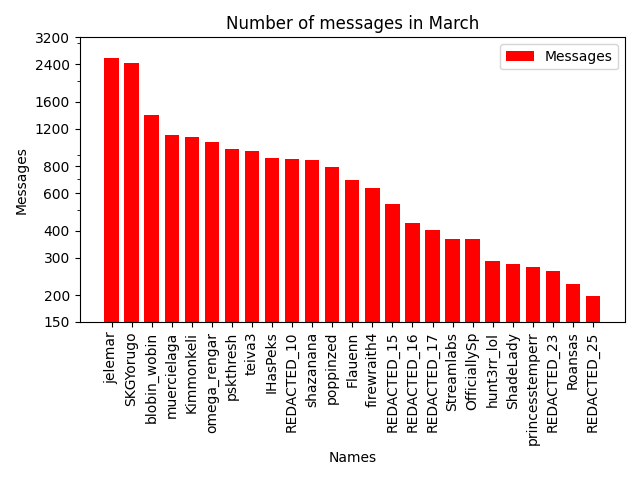 Number of messages in March
Messages
3200
2400
1600
1200
800
600
400
300
200
150
Messages
jelemar
SKGYorugo
blobin_wobin
muercielaga
Kimmonkeli
omega_rengar
pskthresh
teiva3
IHasPeks
REDACTED_10
shazanana
poppinzed
Flauenn
firewraith4
REDACTED_15
REDACTED_16
REDACTED_17
Streamlabs
OfficiallySp
hunt3rr_lol
ShadeLady
princesstemperr
REDACTED_23
Roansas
REDACTED_25
Names